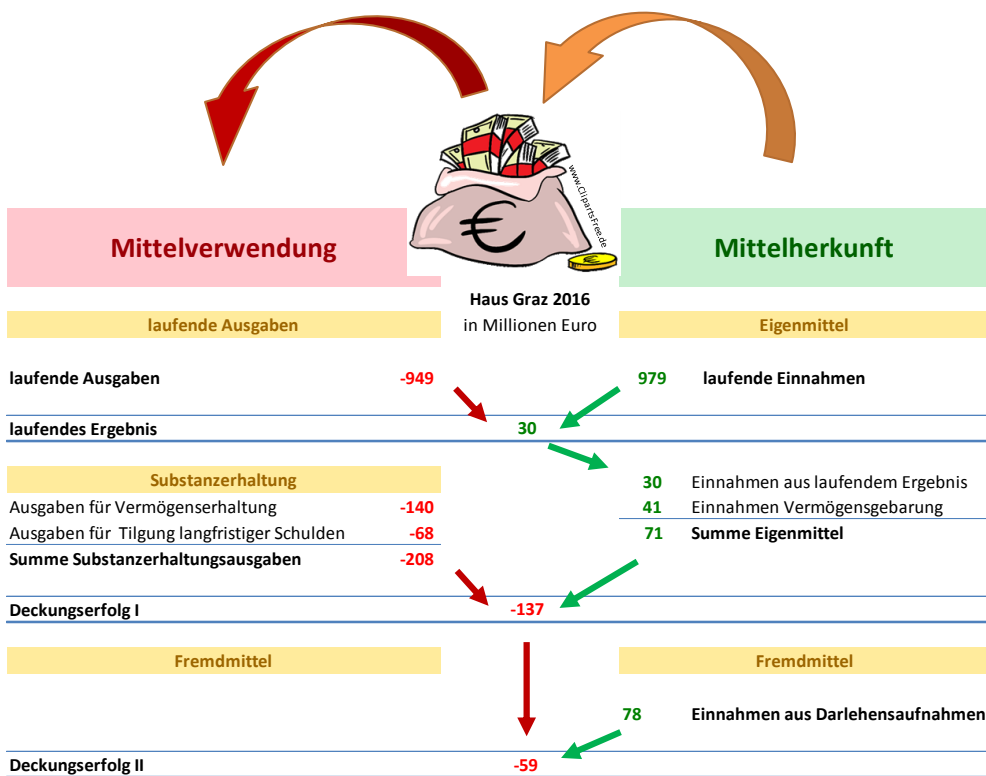 www.ClipartsFree.de
Mittelverwendung
Mittelherkunft
Haus Graz 2016
in Millionen Euro
laufende Ausgaben
Eigenmittel
laufende Ausgaben -949 979 laufende Einnahmen
laufendes Ergebnis 30
Substanzerhaltung
30 Einnahmen aus laufendem Ergebnis
Ausgaben für Vermögenserhaltung -140 41 Einnahmen Vermögensgebarung
Ausgaben für Tilgung langfristiger Schulden -68 71 Summe Eigenmittel
Summe Substanzerhaltungsausgaben -208
Deckungserfolg I -137
Fremdmittel Fremdmittel
78 Einnahmen aus Darlehensaufnahmen
Deckungserfolg II -59